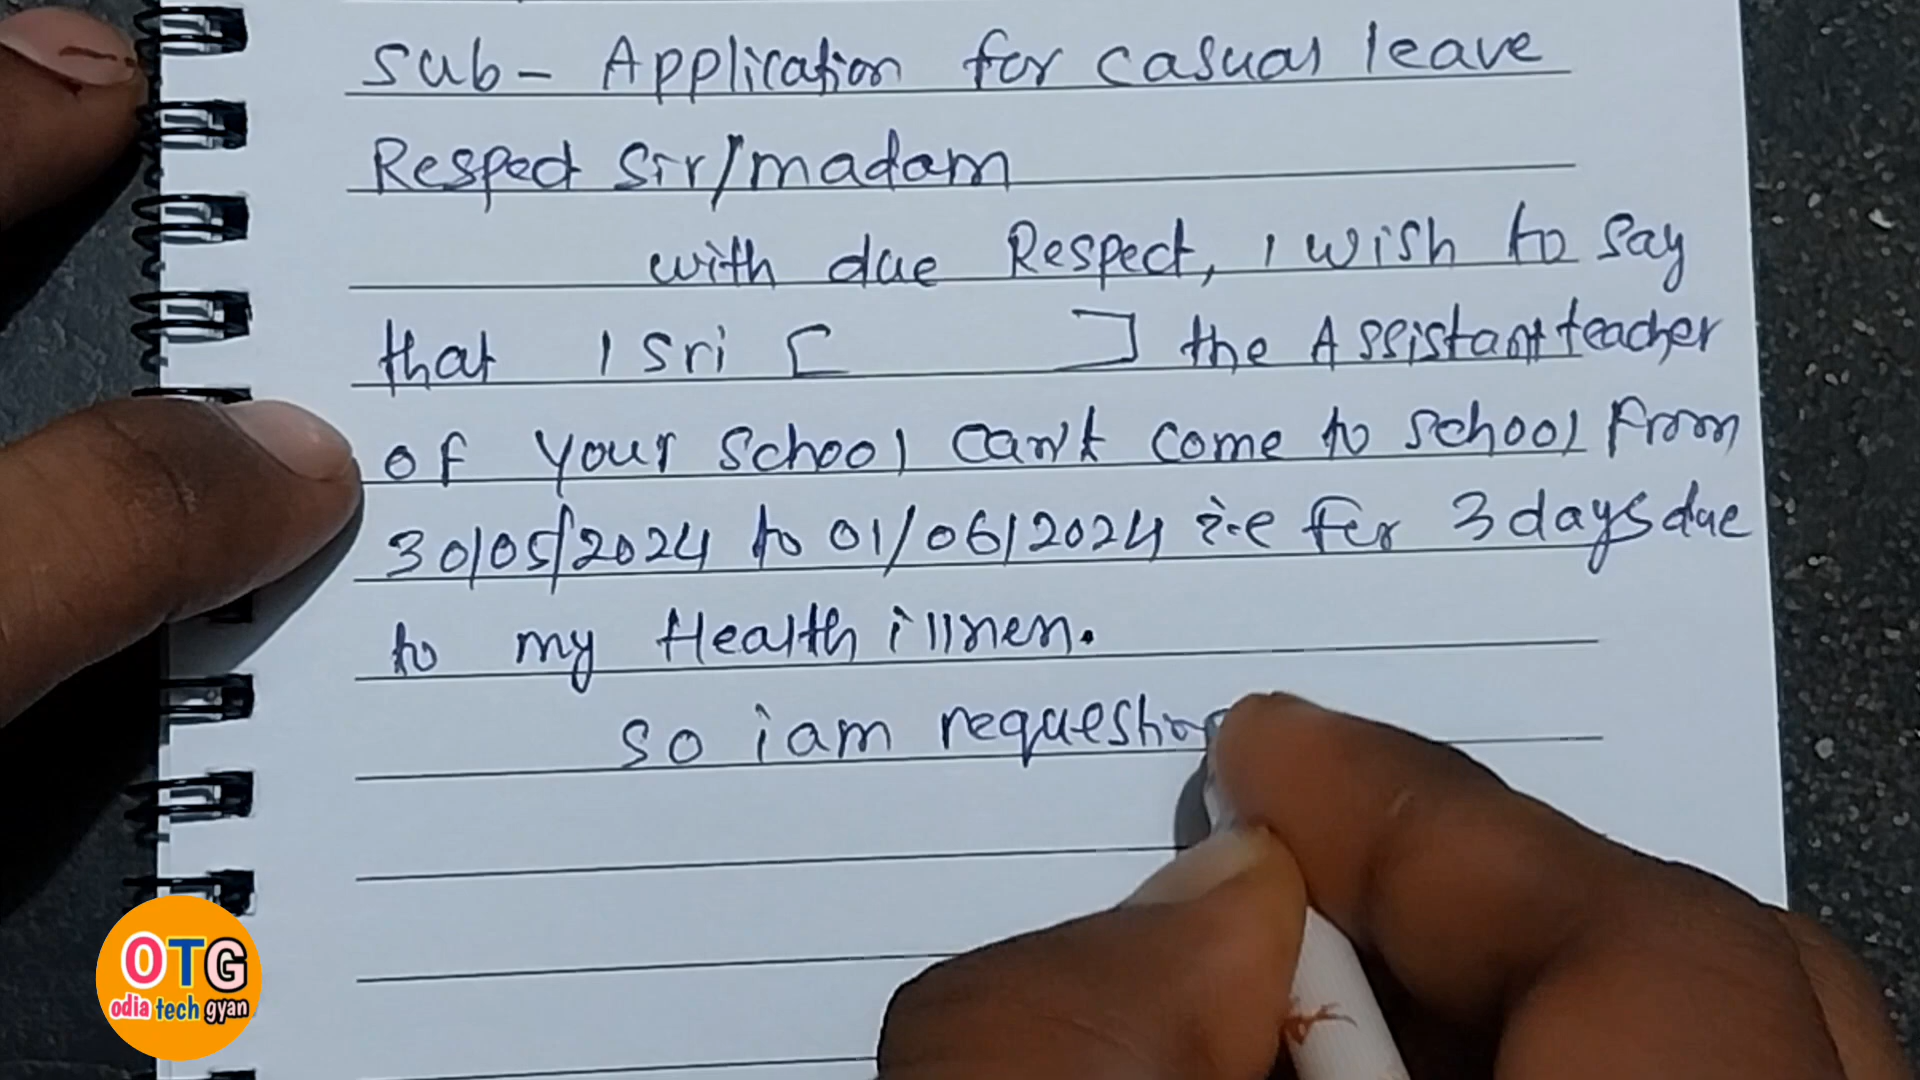 Sub - Application for casual leave
Respect Sir/madam
with due Respect, I wish to say
that I Sri [ ] the Assistant teacher
of your School can't come to school From
30/05/2024 to 01/06/2024 i.e for 3 days due
to my Health illness.
So i am requesting
OTG
odia tech gyan